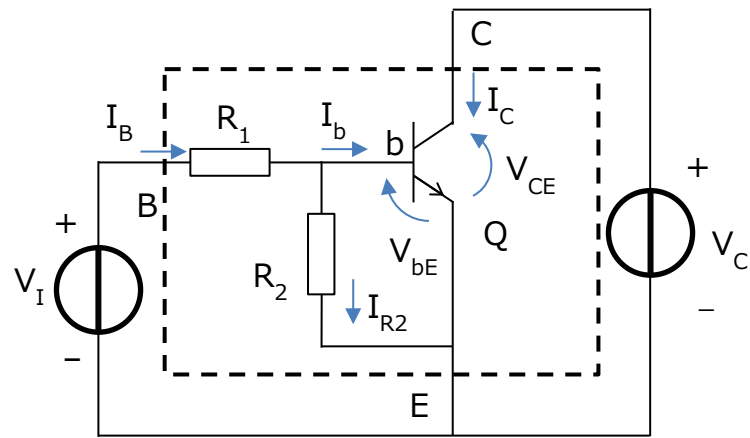 C
I_B
R_1
I_b
b
I_C
V_CE
+
B
+
V_I
R_2
V_bE
Q
V_C
I_R2
–
–
E